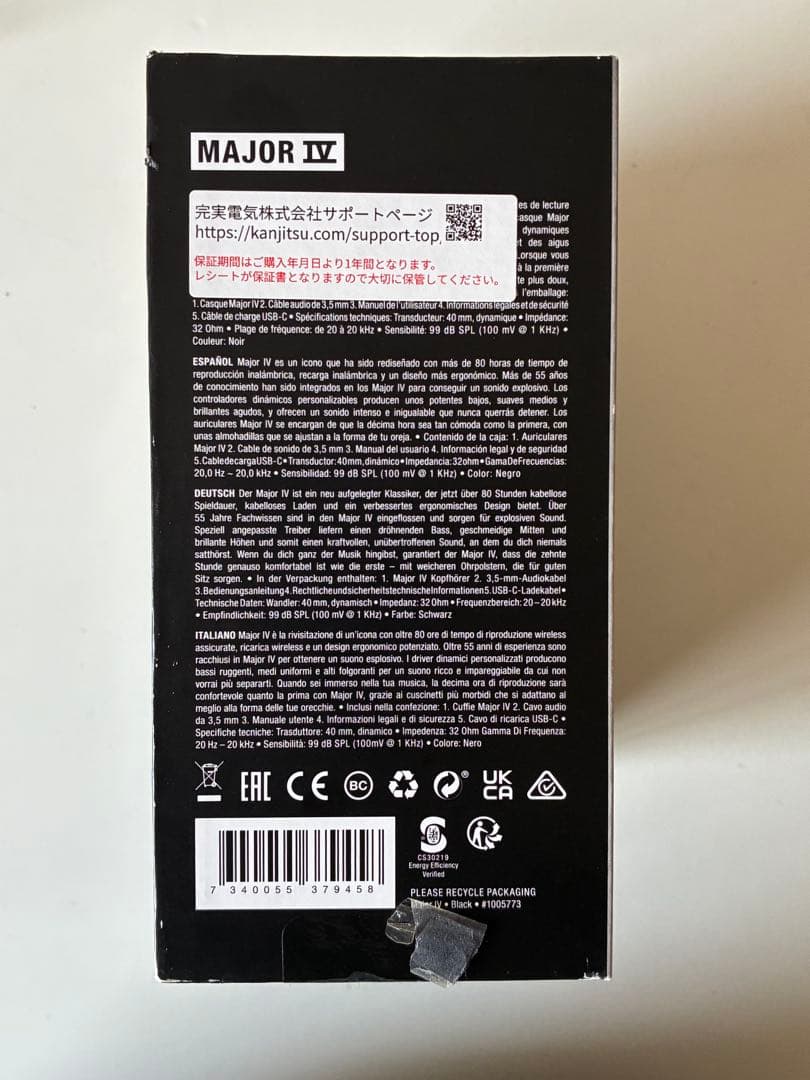 MAJOR IV
完実電気株式会社サポートページ
https://kanjitsu.com/support-top
保証期間はご購入年月日より1年間となります。
レシートが保証書となりますので大切に保管してください。
es de lecture
asque Major
dynamiques
t des aigus
Lorsque vous
à la première
te plus doux,
l'emballage:
1. Casque Major IV 2. Câble audio de 3,5 mm 3. Manuel de l'utilisateur 4. Informations légales et de sécurité
5. Câble de charge USB-C • Spécifications techniques: Transducteur: 40 mm, dynamique • Impédance:
32 Ohm • Plage de fréquence: de 20 à 20 kHz • Sensibilité: 99 dB SPL (100 mV @ 1 KHz) •
Couleur: Noir
ESPAÑOL Major IV es un icono que ha sido rediseñado con más de 80 horas de tiempo de
reproducción inalámbrica, recarga inalámbrica y un diseño más ergonómico. Más de 55 años
de conocimiento han sido integrados en los Major IV para conseguir un sonido explosivo. Los
controladores dinámicos personalizables producen unos potentes bajos, suaves medios y
brillantes agudos, y ofrecen un sonido intenso e inigualable que nunca querrás detener. Los
auriculares Major IV se encargan de que la décima hora sea tan cómoda como la primera, con
unas almohadillas que se ajustan a la forma de tu oreja. • Contenido de la caja: 1. Auriculares
Major IV 2. Cable de sonido de 3,5 mm 3. Manual del usuario 4. Información legal y de seguridad
5. Cable de carga USB-C • Transductor: 40 mm, dinámico • Impedancia: 32 ohm • Gama De Frecuencias:
20,0 Hz – 20,0 kHz • Sensibilidad: 99 dB SPL (100 mV @ 1 KHz) • Color: Negro
DEUTSCH Der Major IV ist ein neu aufgelegter Klassiker, der jetzt über 80 Stunden kabellose
Spieldauer, kabelloses Laden und ein verbessertes ergonomisches Design bietet. Über
55 Jahre Fachwissen sind in den Major IV eingeflossen und sorgen für explosiven Sound.
Speziell angepasste Treiber liefern einen dröhnenden Bass, geschmeidige Mitten und
brillante Höhen und somit einen kraftvollen, unübertroffenen Sound, an dem du dich niemals
satthörst. Wenn du dich ganz der Musik hingibst, garantiert der Major IV, dass die zehnte
Stunde genauso komfortabel ist wie die erste – mit weicheren Ohrpolstern, die für guten
Sitz sorgen. • In der Verpackung enthalten: 1. Major IV Kopfhörer 2. 3,5-mm-Audiokabel
3. Bedienungsanleitung 4. Rechtliche und sicherheitstechnische Informationen 5. USB-C-Ladekabel •
Technische Daten: Wandler: 40 mm, dynamisch • Impedanz: 32 Ohm • Frequenzbereich: 20 – 20 kHz
• Empfindlichkeit: 99 dB SPL (100 mV @ 1 KHz) • Farbe: Schwarz
ITALIANO Major IV è la rivisitazione di un'icona con oltre 80 ore di tempo di riproduzione wireless
assicurate, ricarica wireless e un design ergonomico potenziato. Oltre 55 anni di esperienza sono
racchiusi in Major IV per ottenere un suono esplosivo. I driver dinamici personalizzati producono
bassi ruggenti, medi uniformi e alti folgoranti per un suono ricco e impareggiabile da cui non
vorrai più separarti. Quando sei immerso nella tua musica, la decima ora di riproduzione sarà
confortevole quanto la prima con Major IV, grazie ai cuscinetti più morbidi che si adattano al
meglio alla forma delle tue orecchie. • Inclusi nella confezione: 1. Cuffie Major IV 2. Cavo audio
da 3,5 mm 3. Manuale utente 4. Informazioni legali e di sicurezza 5. Cavo di ricarica USB-C •
Specifiche tecniche: Trasduttore: 40 mm, dinamico • Impedenza: 32 Ohm Gamma Di Frequenza:
20 Hz – 20 kHz • Sensibilità: 99 dB SPL (100mV @ 1 KHz) • Colore: Nero
EAC CE BC UK CA
CS30219
Energy Efficiency
Verified
7 340055 379458
PLEASE RECYCLE PACKAGING
Major IV • Black • #1005773